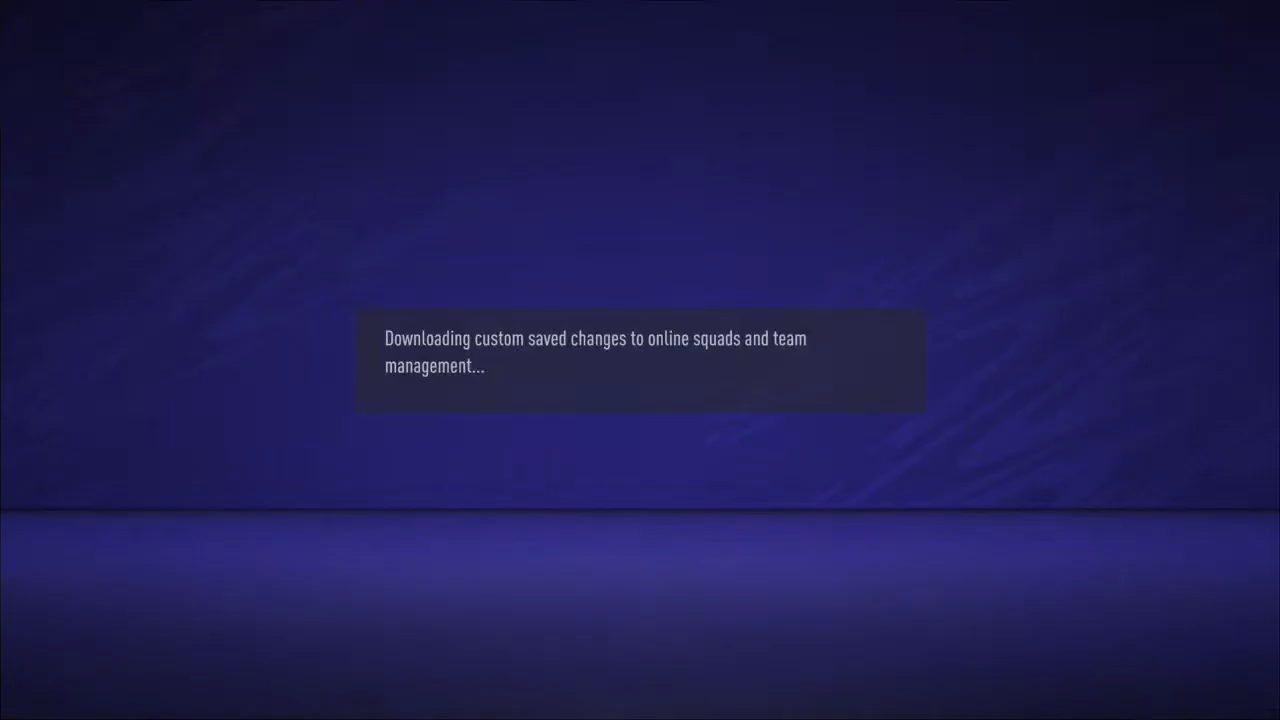 Downloading custom saved changes to online squads and team
management...